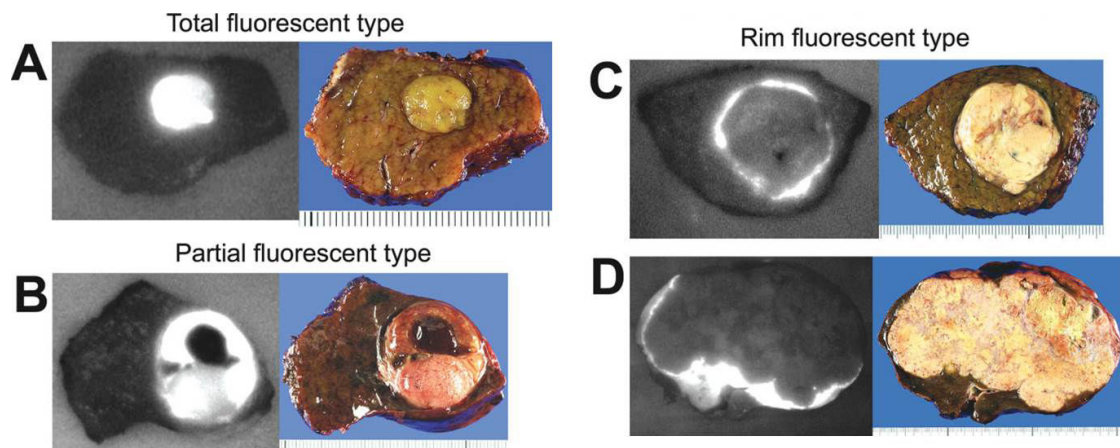 Total fluorescent type
A
Partial fluorescent type
B
Rim fluorescent type
C
D